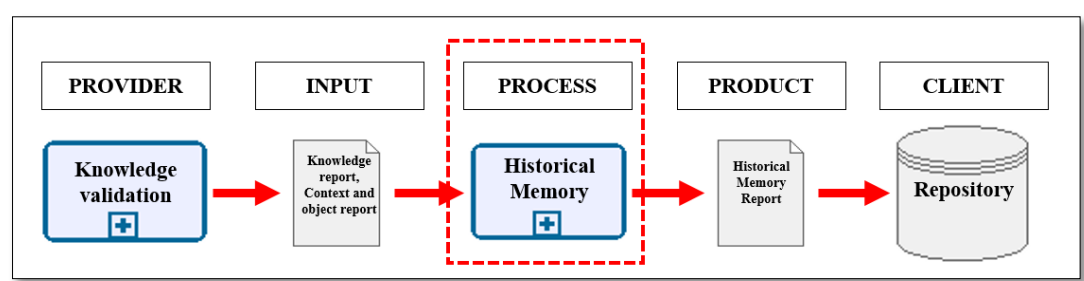 PROVIDER
INPUT
PROCESS
PRODUCT
CLIENT
Knowledge
validation
Knowledge
report,
Context and
object report
Historical
Memory
Historical
Memory
Report
Repository